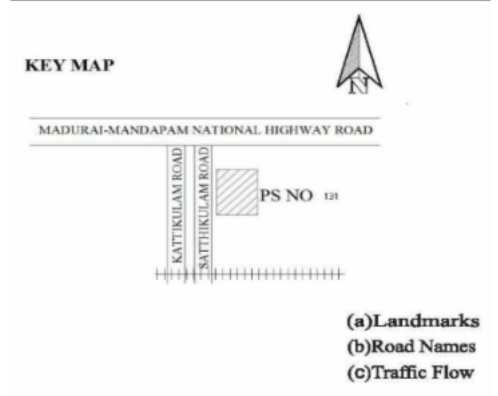 KEY MAP
N
MADURAI-MANDAPAM NATIONAL HIGHWAY ROAD
KATTIKULAM ROAD
SATTHIKULAM ROAD
PS NO 131
(a)Landmarks
(b)Road Names
(c)Traffic Flow